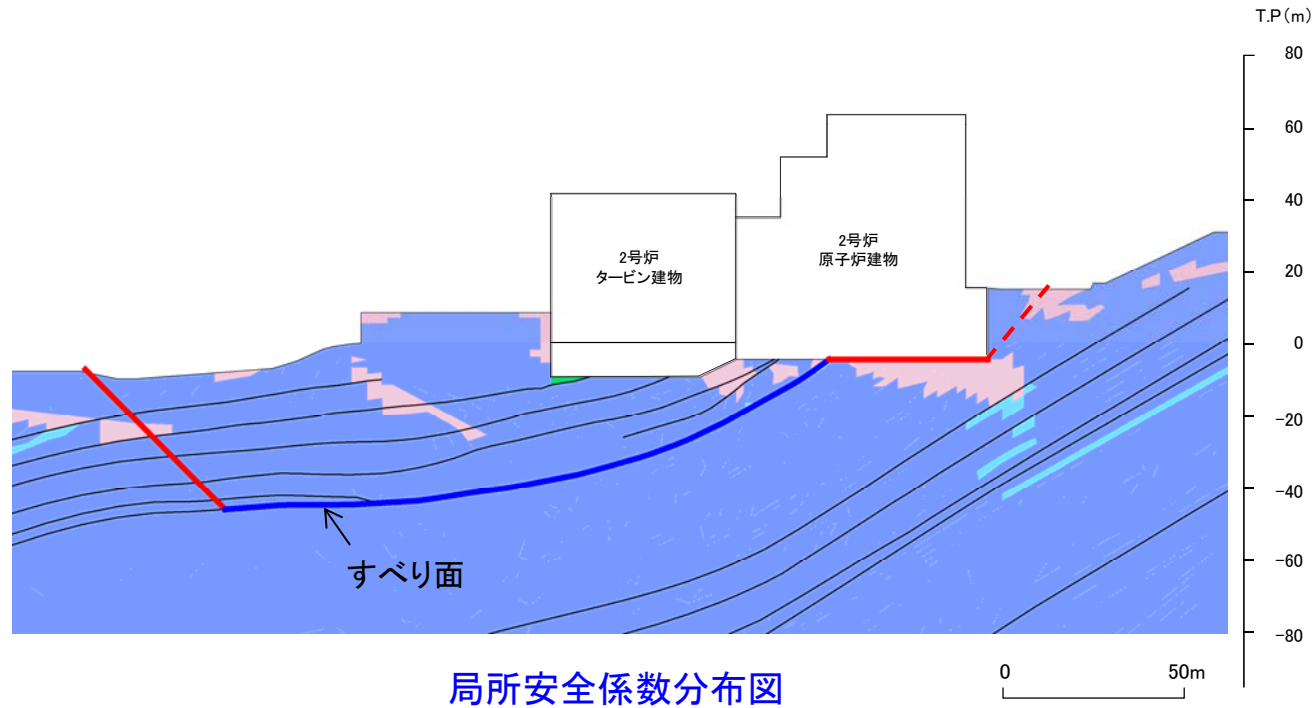 T.P(m)
80
60
40
20
0
-20
-40
-60
-80
2号炉
タービン建物
2号炉
原子炉建物
すべり面
局所安全係数分布図
0
50m